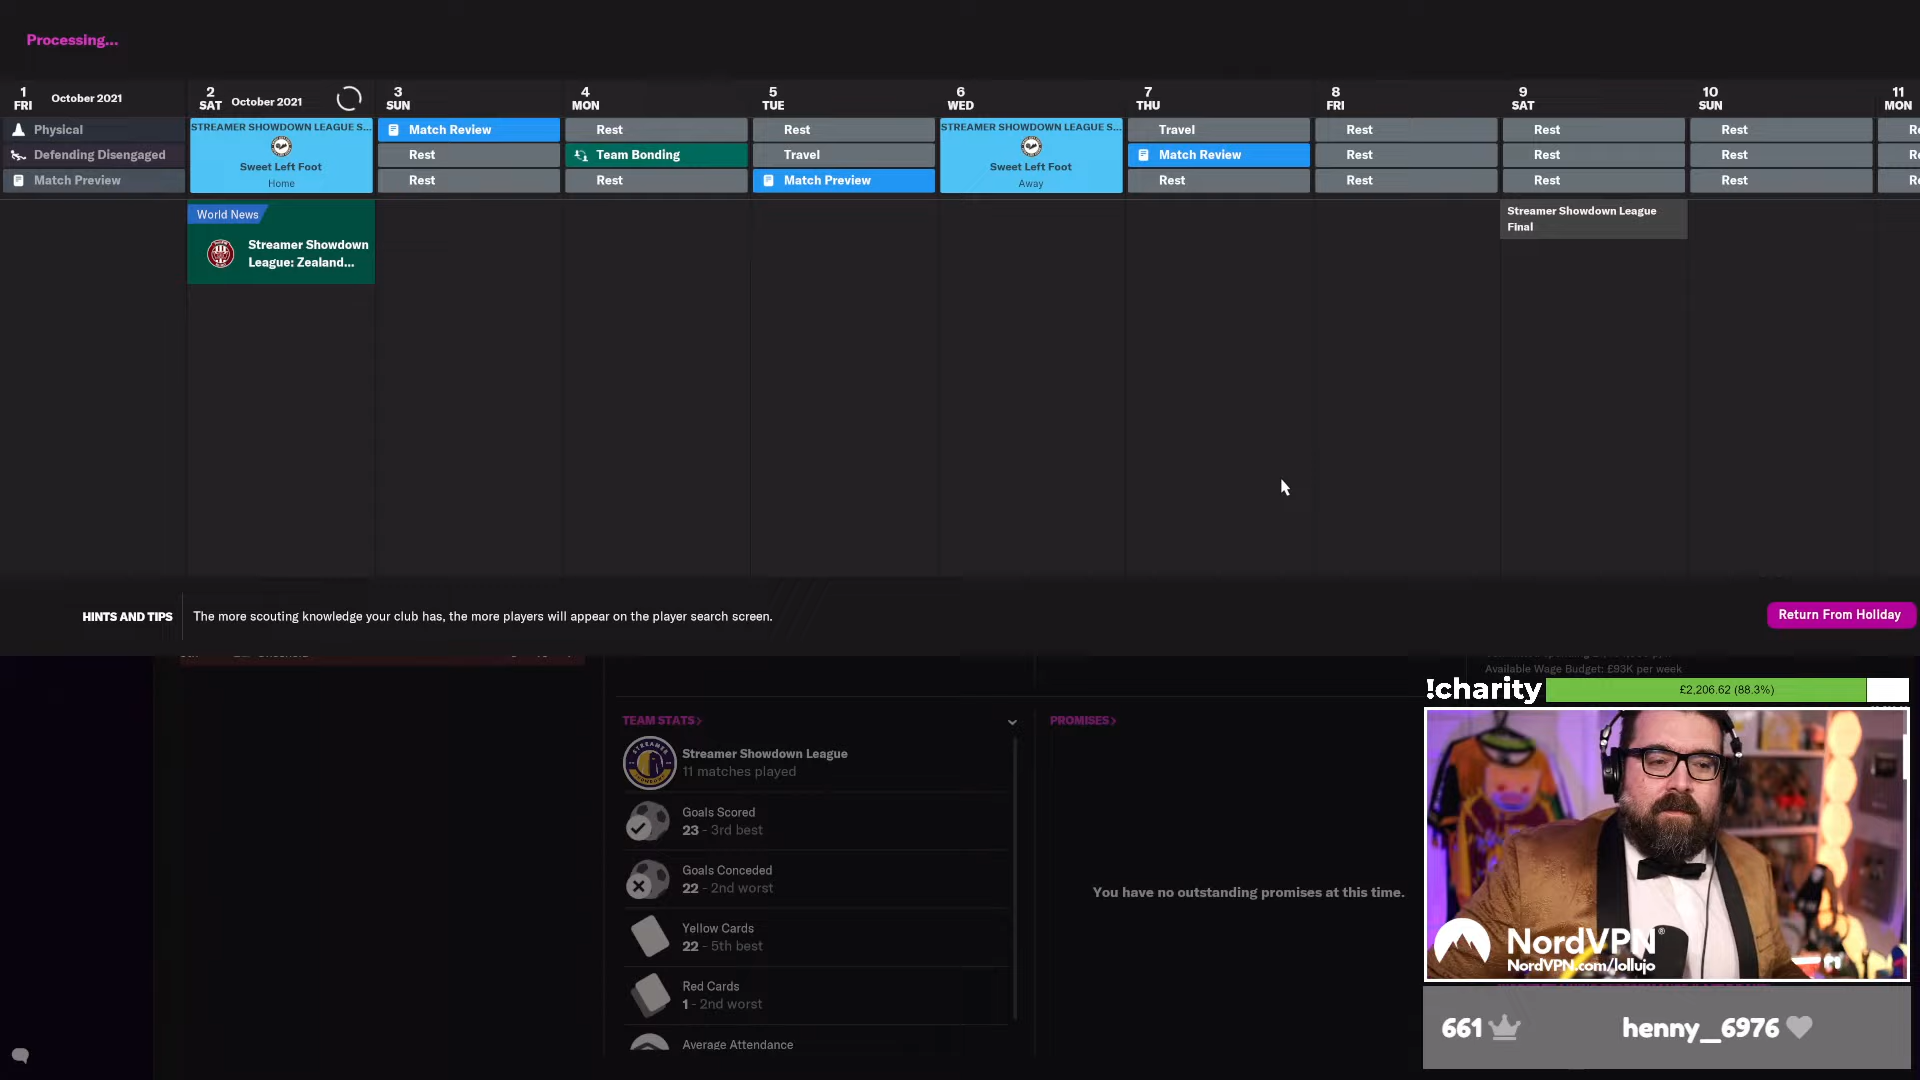 Processing...
1
FRI
October 2021
2
SAT
October 2021
3
SUN
4
MON
5
TUE
6
WED
7
THU
8
FRI
9
SAT
10
SUN
11
MON
Physical
Defending Disengaged
Match Preview
STREAMER SHOWDOWN LEAGUE S...
Sweet Left Foot
Home
Match Review
Rest
Rest
Rest
Team Bonding
Rest
Rest
Travel
Match Preview
STREAMER SHOWDOWN LEAGUE S...
Sweet Left Foot
Away
Travel
Match Review
Rest
Rest
Rest
Rest
Rest
Rest
Rest
Rest
Rest
Rest
World News
Streamer Showdown
League: Zealand...
Streamer Showdown League
Final
HINTS AND TIPS
The more scouting knowledge your club has, the more players will appear on the player search screen.
Return From Holiday
Available Wage Budget: £93K per week
!charity
£2,206.62 (88.3%)
TEAM STATS>
Streamer Showdown League
11 matches played
Goals Scored
23 - 3rd best
Goals Conceded
22 - 2nd worst
Yellow Cards
22 - 5th best
Red Cards
1 - 2nd worst
Average Attendance
PROMISES>
You have no outstanding promises at this time.
NordVPN®
NordVPN.com/lollujo
661
henny__6976